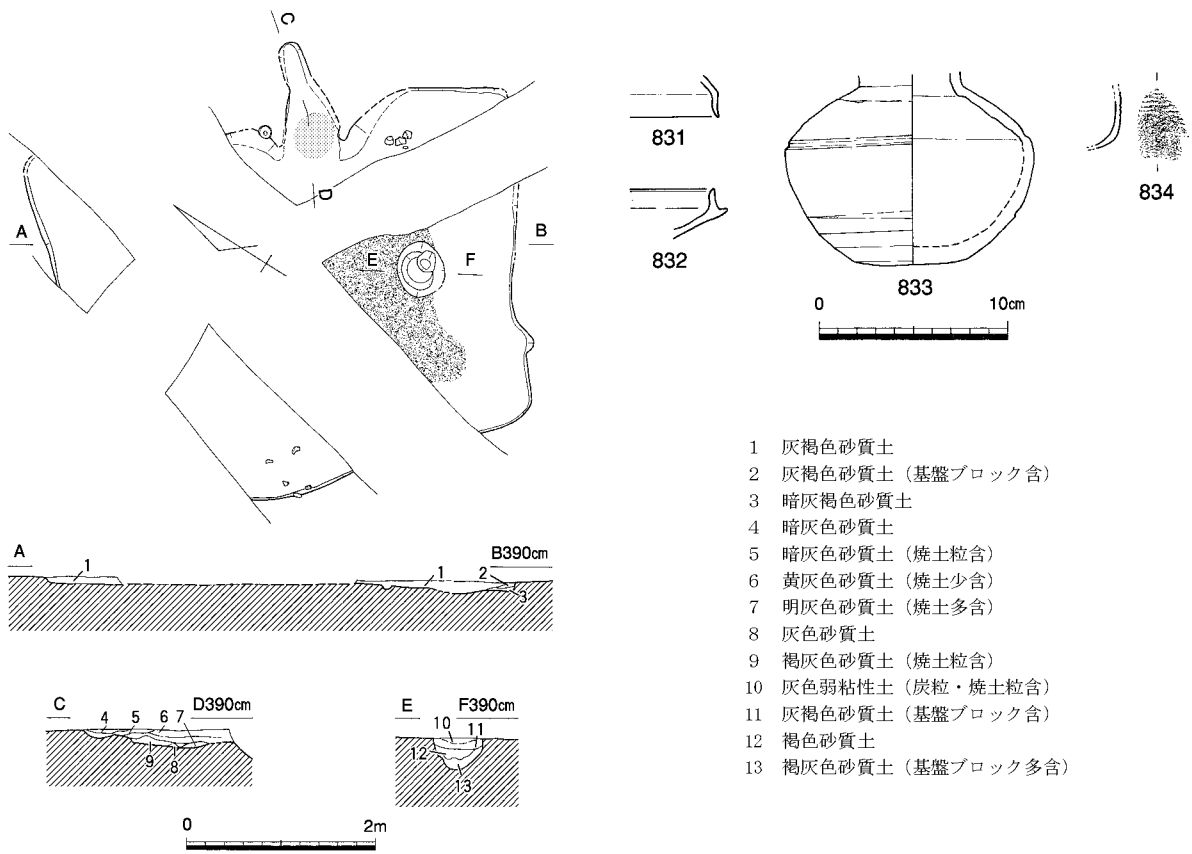 C
D
A
B
E
F
831
832
833
834
0 10cm
A B390cm
1 1 2 3
C D390cm
4 5 6 7 8 9
E F390cm
10 11 12 13
0 2m
1 灰褐色砂質土
2 灰褐色砂質土（基盤ブロック含）
3 暗灰褐色砂質土
4 暗灰色砂質土
5 暗灰色砂質土（焼土粒含）
6 黄灰色砂質土（焼土少含）
7 明灰色砂質土（焼土多含）
8 灰色砂質土
9 褐灰色砂質土（焼土粒含）
10 灰色弱粘性土（炭粒・焼土粒含）
11 灰褐色砂質土（基盤ブロック含）
12 褐色砂質土
13 褐灰色砂質土（基盤ブロック多含）